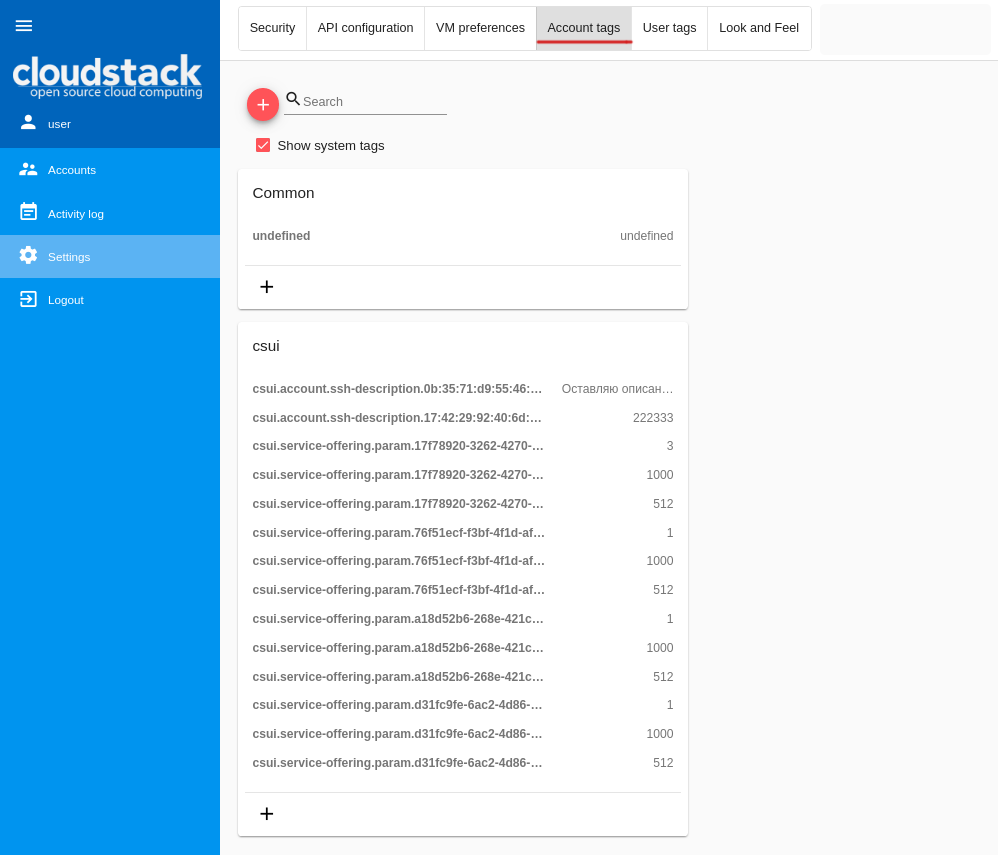 Security API configuration VM preferences Account tags User tags Look and Feel
cloudstack
open source cloud computing
user
Accounts
Activity log
Settings
Logout
Search
Show system tags
Common
undefined undefined
csui
csui.account.ssh-description.0b:35:71:d9:55:46:… Оставляю описан…
csui.account.ssh-description.17:42:29:92:40:6d:… 222333
csui.service-offering.param.17f78920-3262-4270-… 3
csui.service-offering.param.17f78920-3262-4270-… 1000
csui.service-offering.param.17f78920-3262-4270-… 512
csui.service-offering.param.76f51ecf-f3bf-4f1d-af… 1
csui.service-offering.param.76f51ecf-f3bf-4f1d-af… 1000
csui.service-offering.param.76f51ecf-f3bf-4f1d-af… 512
csui.service-offering.param.a18d52b6-268e-421c… 1
csui.service-offering.param.a18d52b6-268e-421c… 1000
csui.service-offering.param.a18d52b6-268e-421c… 512
csui.service-offering.param.d31fc9fe-6ac2-4d86-… 1
csui.service-offering.param.d31fc9fe-6ac2-4d86-… 1000
csui.service-offering.param.d31fc9fe-6ac2-4d86-… 512